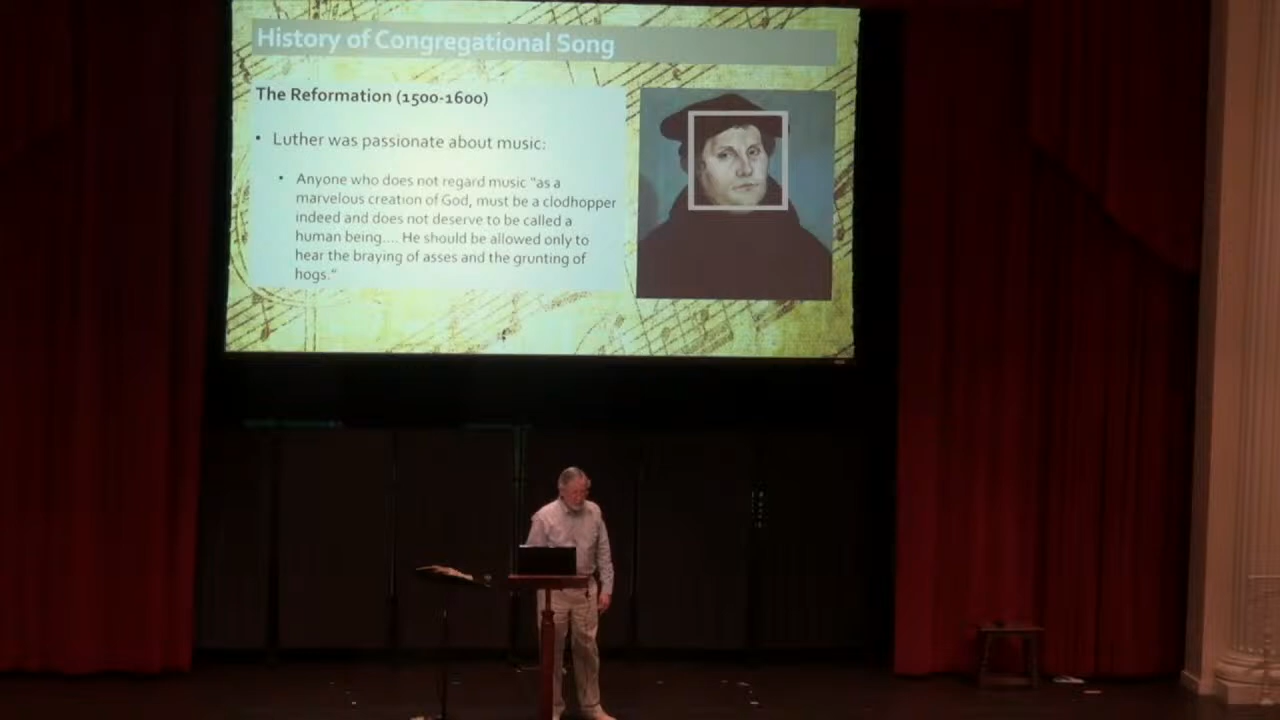 History of Congregational Song
The Reformation (1500-1600)
• Luther was passionate about music:
• Anyone who does not regard music "as a
marvelous creation of God, must be a clodhopper
indeed and does not deserve to be called a
human being.... He should be allowed only to
hear the braying of asses and the grunting of
hogs."